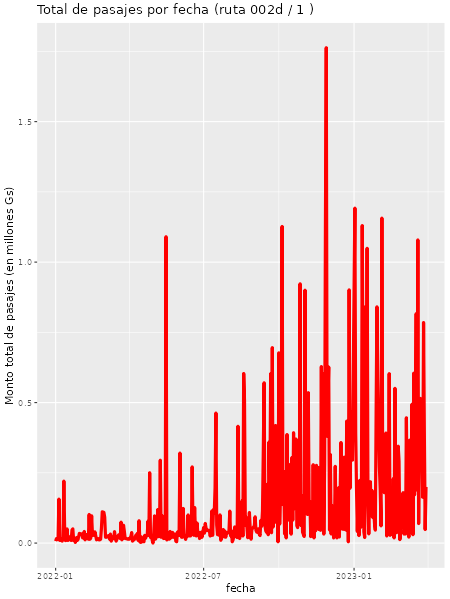 Total de pasajes por fecha (ruta 002d / 1 )
Monto total de pasajes (en millones Gs)
1.5
1.0
0.5
0.0
2022-01
2022-07
2023-01
fecha